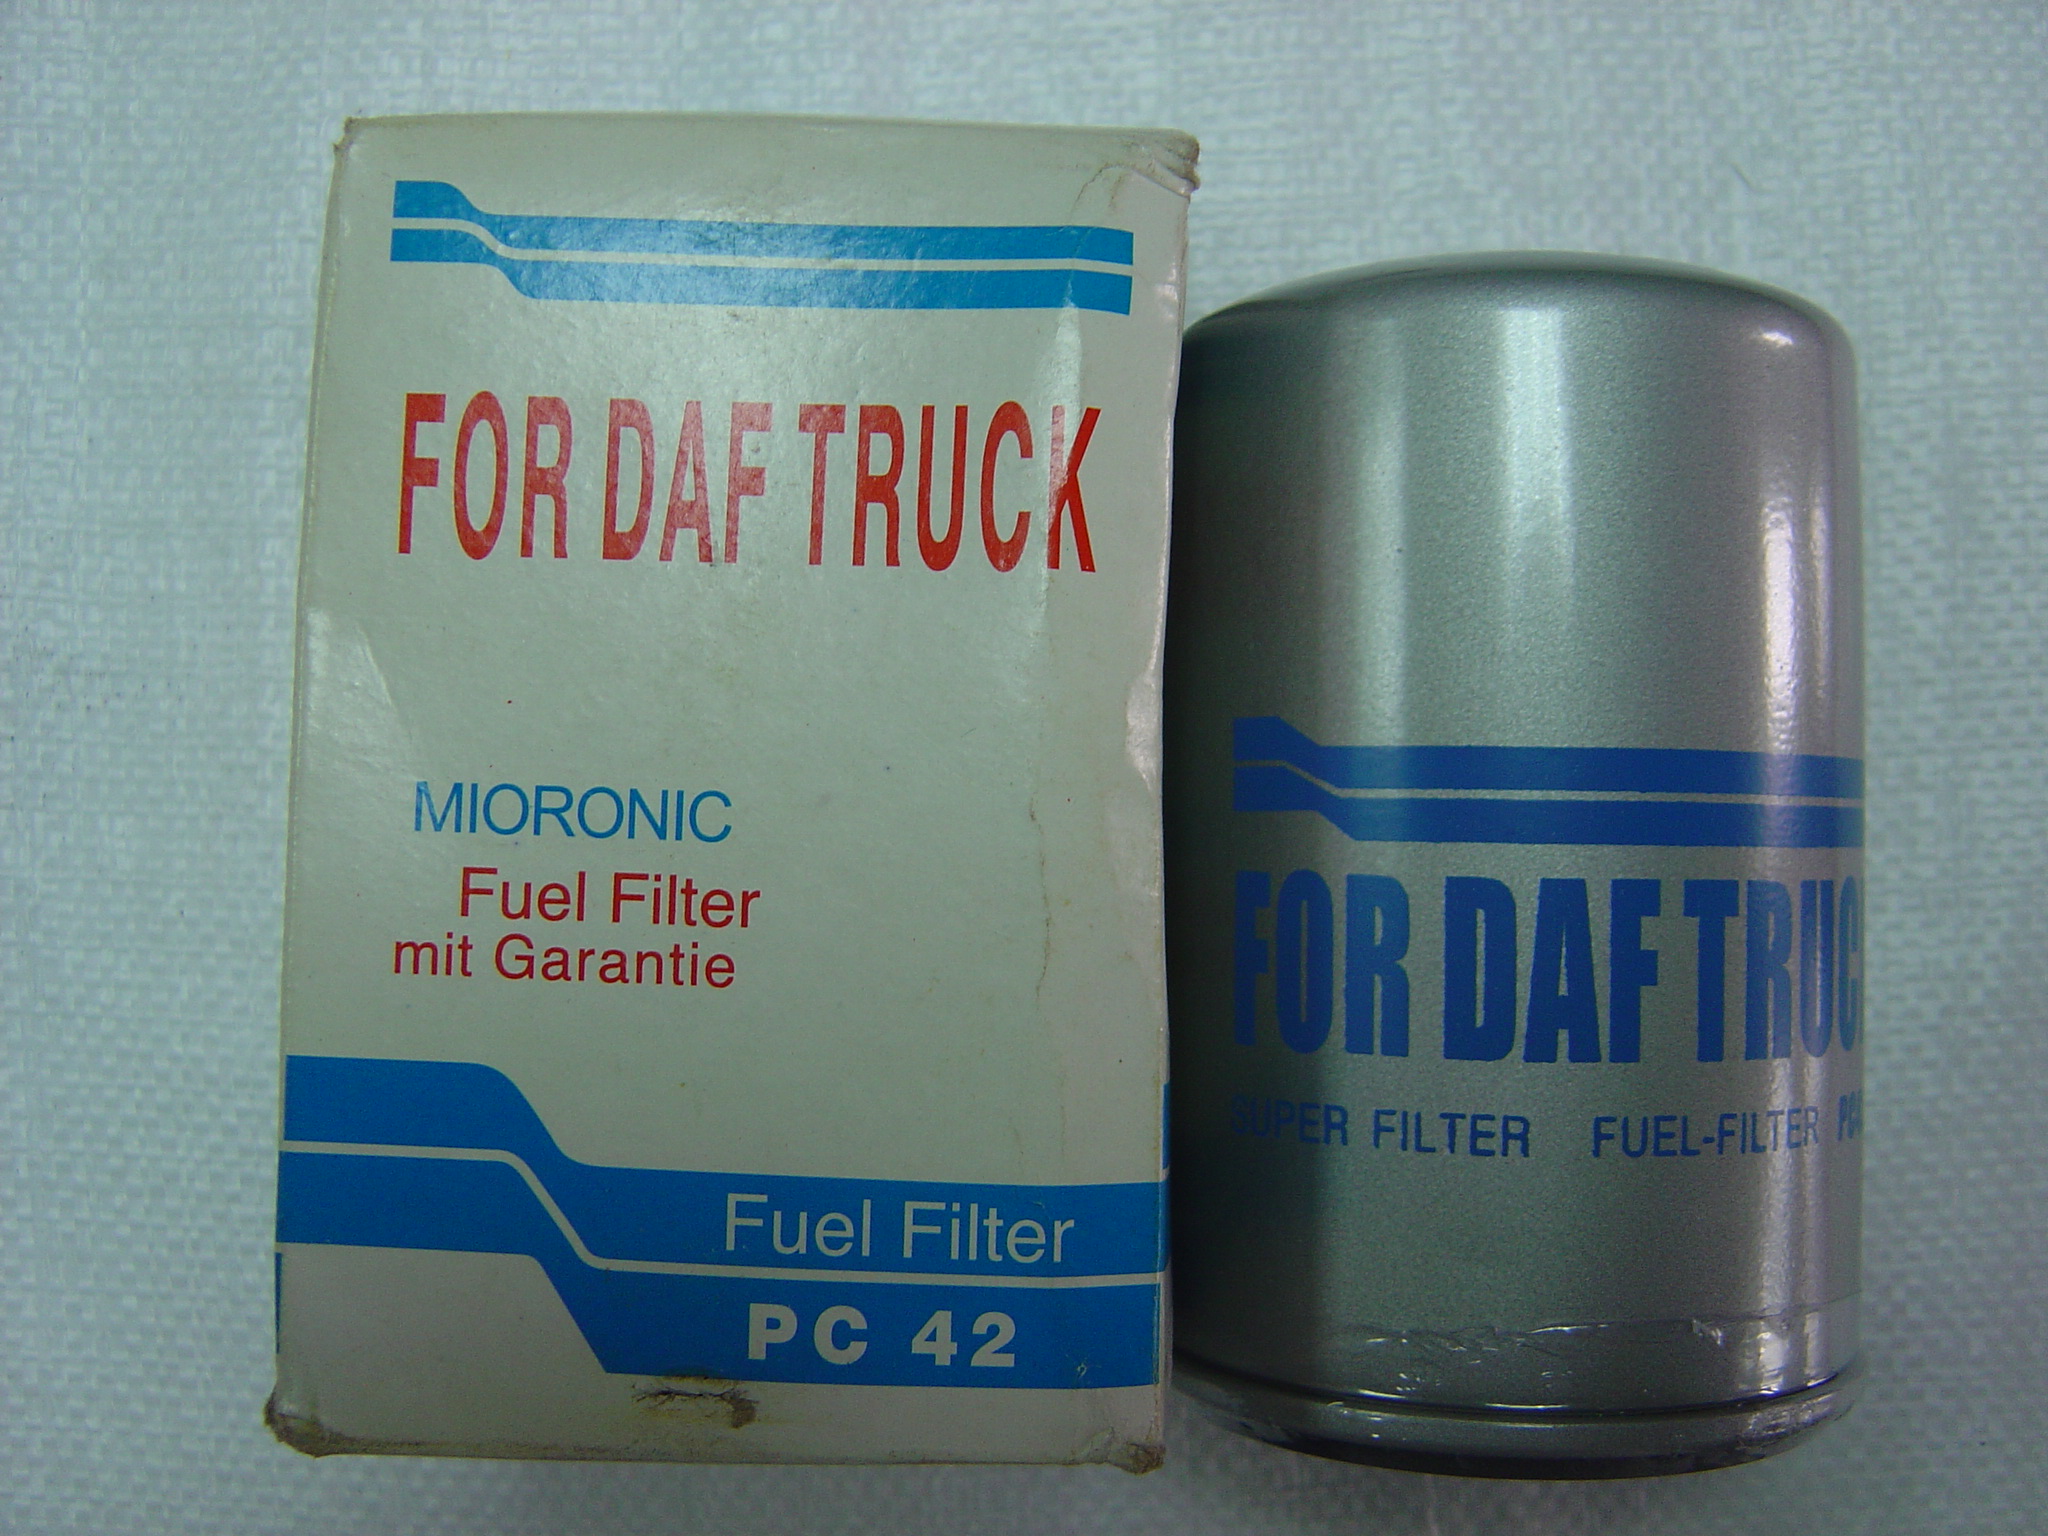 FOR DAF TRUCK
MIORONIC
Fuel Filter
mit Garantie
Fuel Filter
PC 42
FOR DAF TRUC
SUPER FILTER FUEL-FILTER